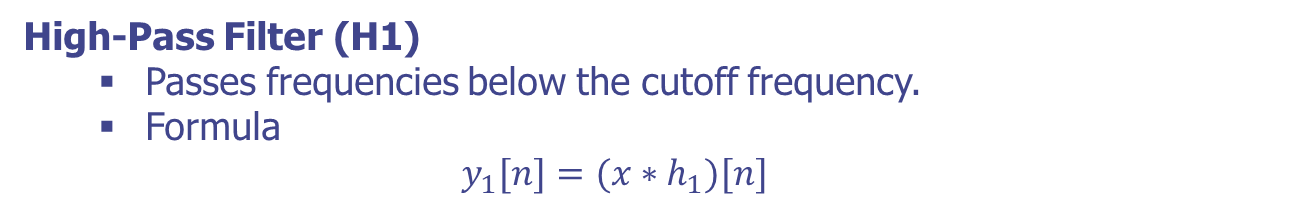 High-Pass Filter (H1)
▪ Passes frequencies below the cutoff frequency.
▪ Formula
y₁[n] = (x ∗ h₁)[n]